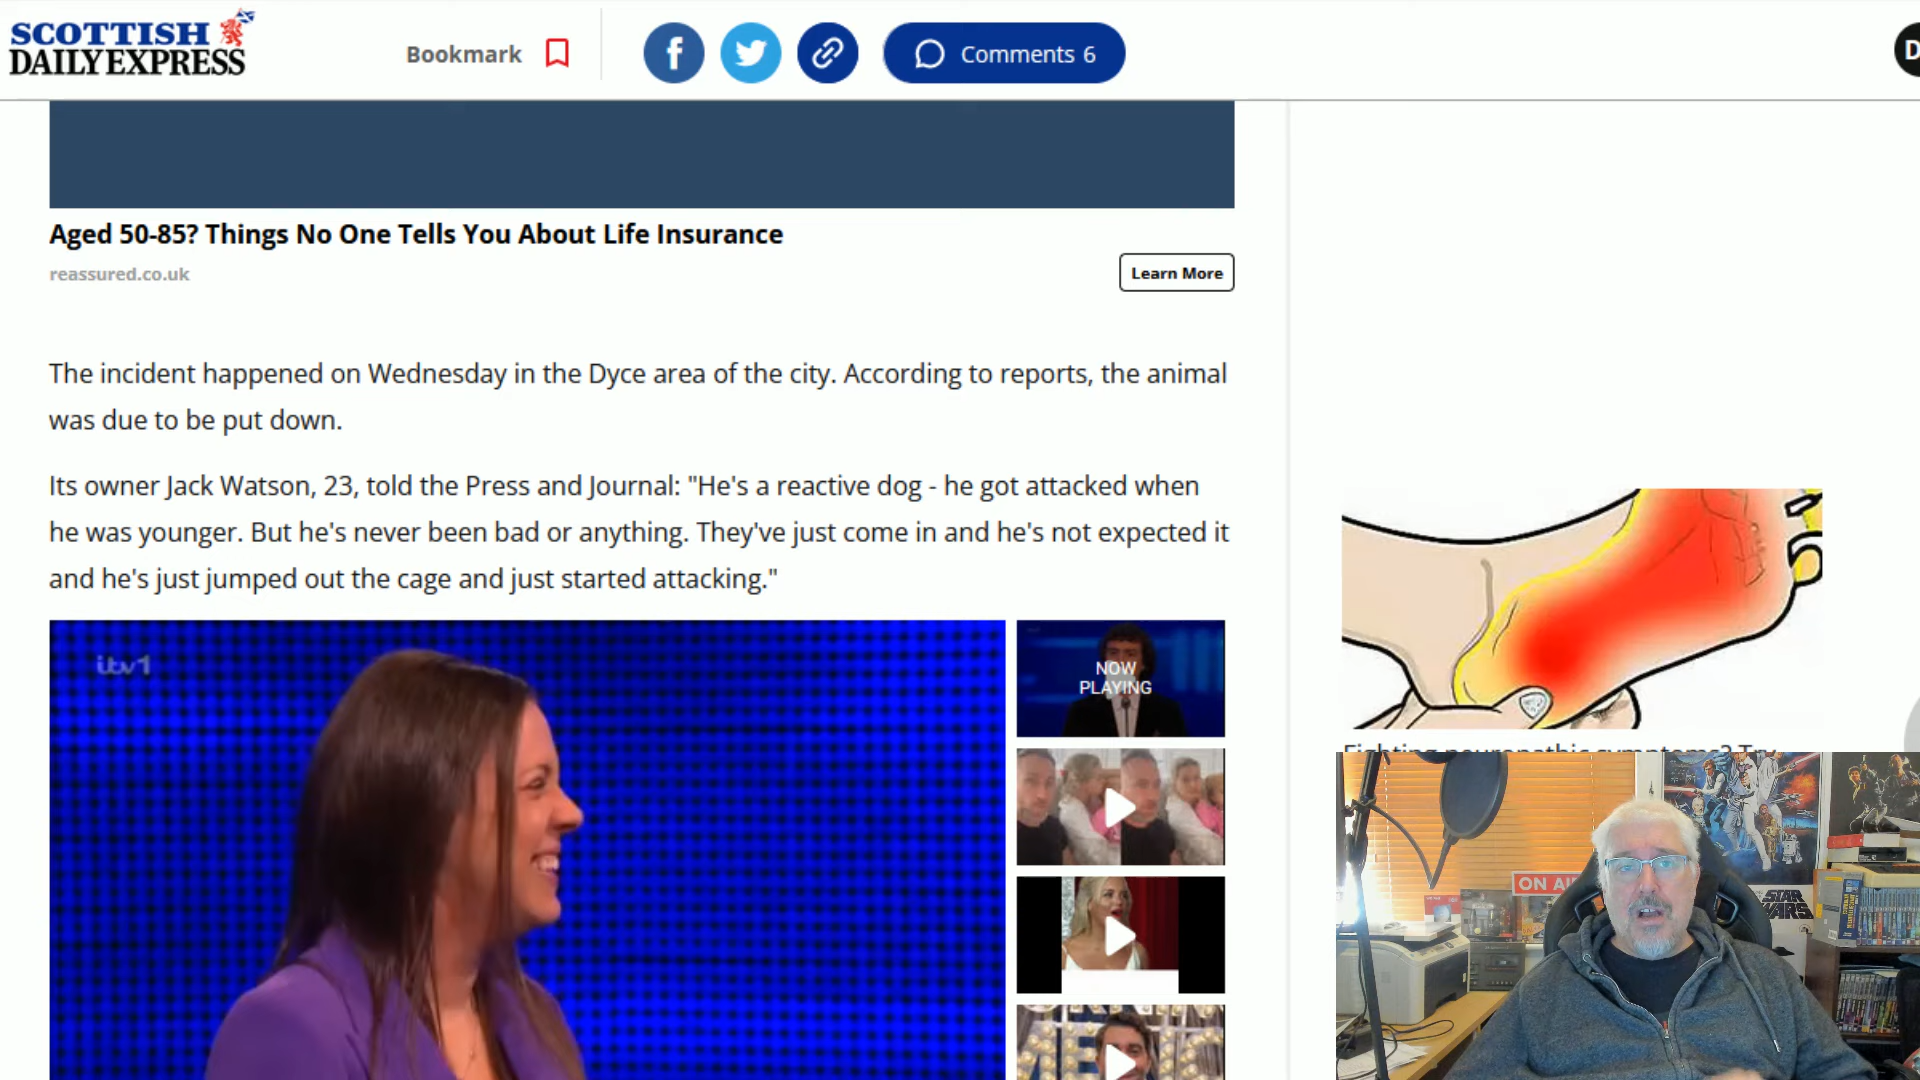 SCOTTISH
DAILY EXPRESS
Bookmark
Comments 6
D
Aged 50-85? Things No One Tells You About Life Insurance
reassured.co.uk
Learn More
The incident happened on Wednesday in the Dyce area of the city. According to reports, the animal
was due to be put down.
Its owner Jack Watson, 23, told the Press and Journal: "He's a reactive dog - he got attacked when
he was younger. But he's never been bad or anything. They've just come in and he's not expected it
and he's just jumped out the cage and just started attacking."
itv1
NOW
PLAYING
Fighting neuropathic symptoms? Try
ON AI
STAR
WARS